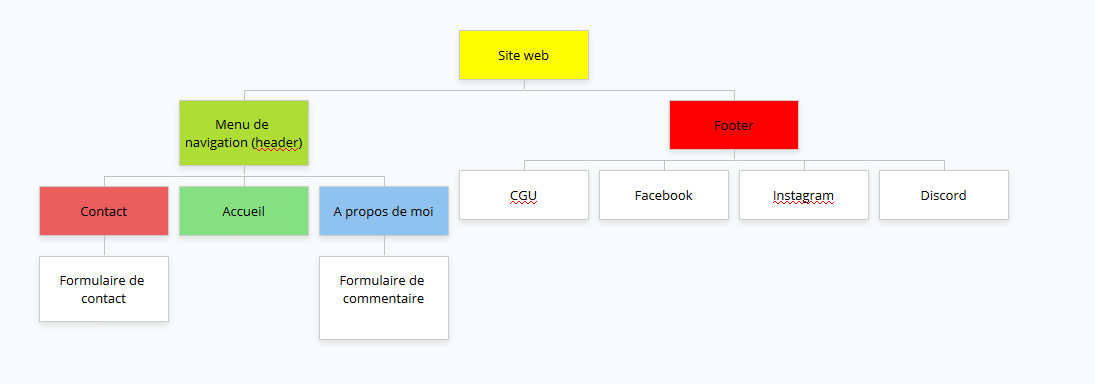 Site web
Menu de
navigation (header)
Footer
Contact
Accueil
A propos de moi
CGU
Facebook
Instagram
Discord
Formulaire de
contact
Formulaire de
commentaire